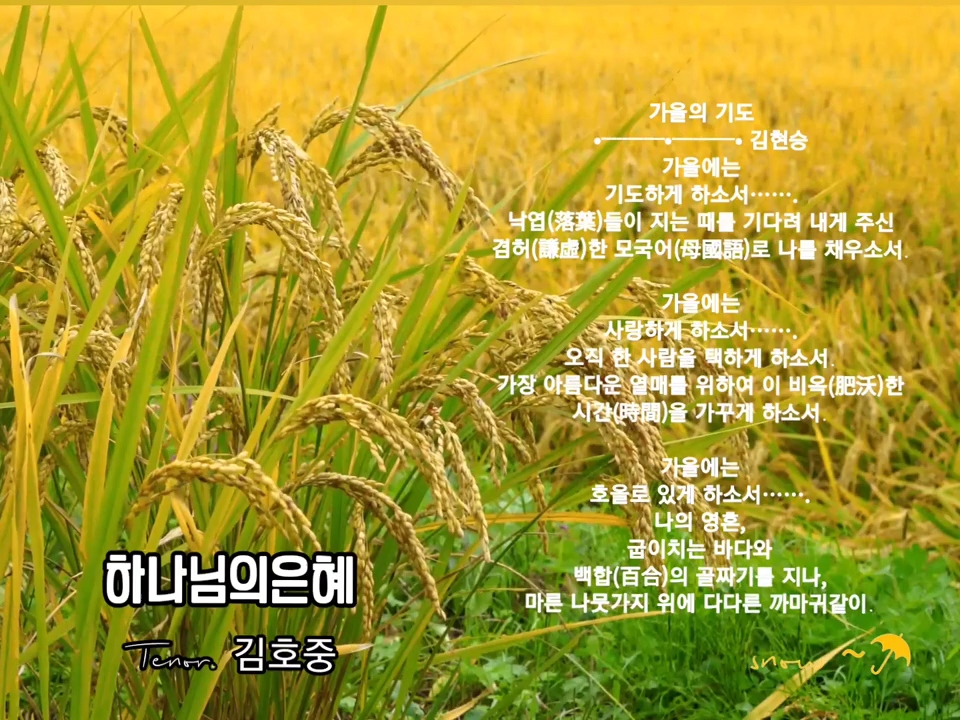 가을의 기도
김현승
가을에는
기도하게 하소서…….
낙엽(落葉)들이 지는 때를 기다려 내게 주신
겸허(謙虛)한 모국어(母國語)로 나를 채우소서.
가을에는
사랑하게 하소서…….
오직 한 사람을 택하게 하소서.
가장 아름다운 열매를 위하여 이 비옥(肥沃)한
시간(時間)을 가꾸게 하소서.
가을에는
호올로 있게 하소서…….
나의 영혼,
굽이치는 바다와
백합(百合)의 골짜기를 지나,
마른 나뭇가지 위에 다다른 까마귀같이.
하나님의은혜
Tenor. 김호중
snow ~